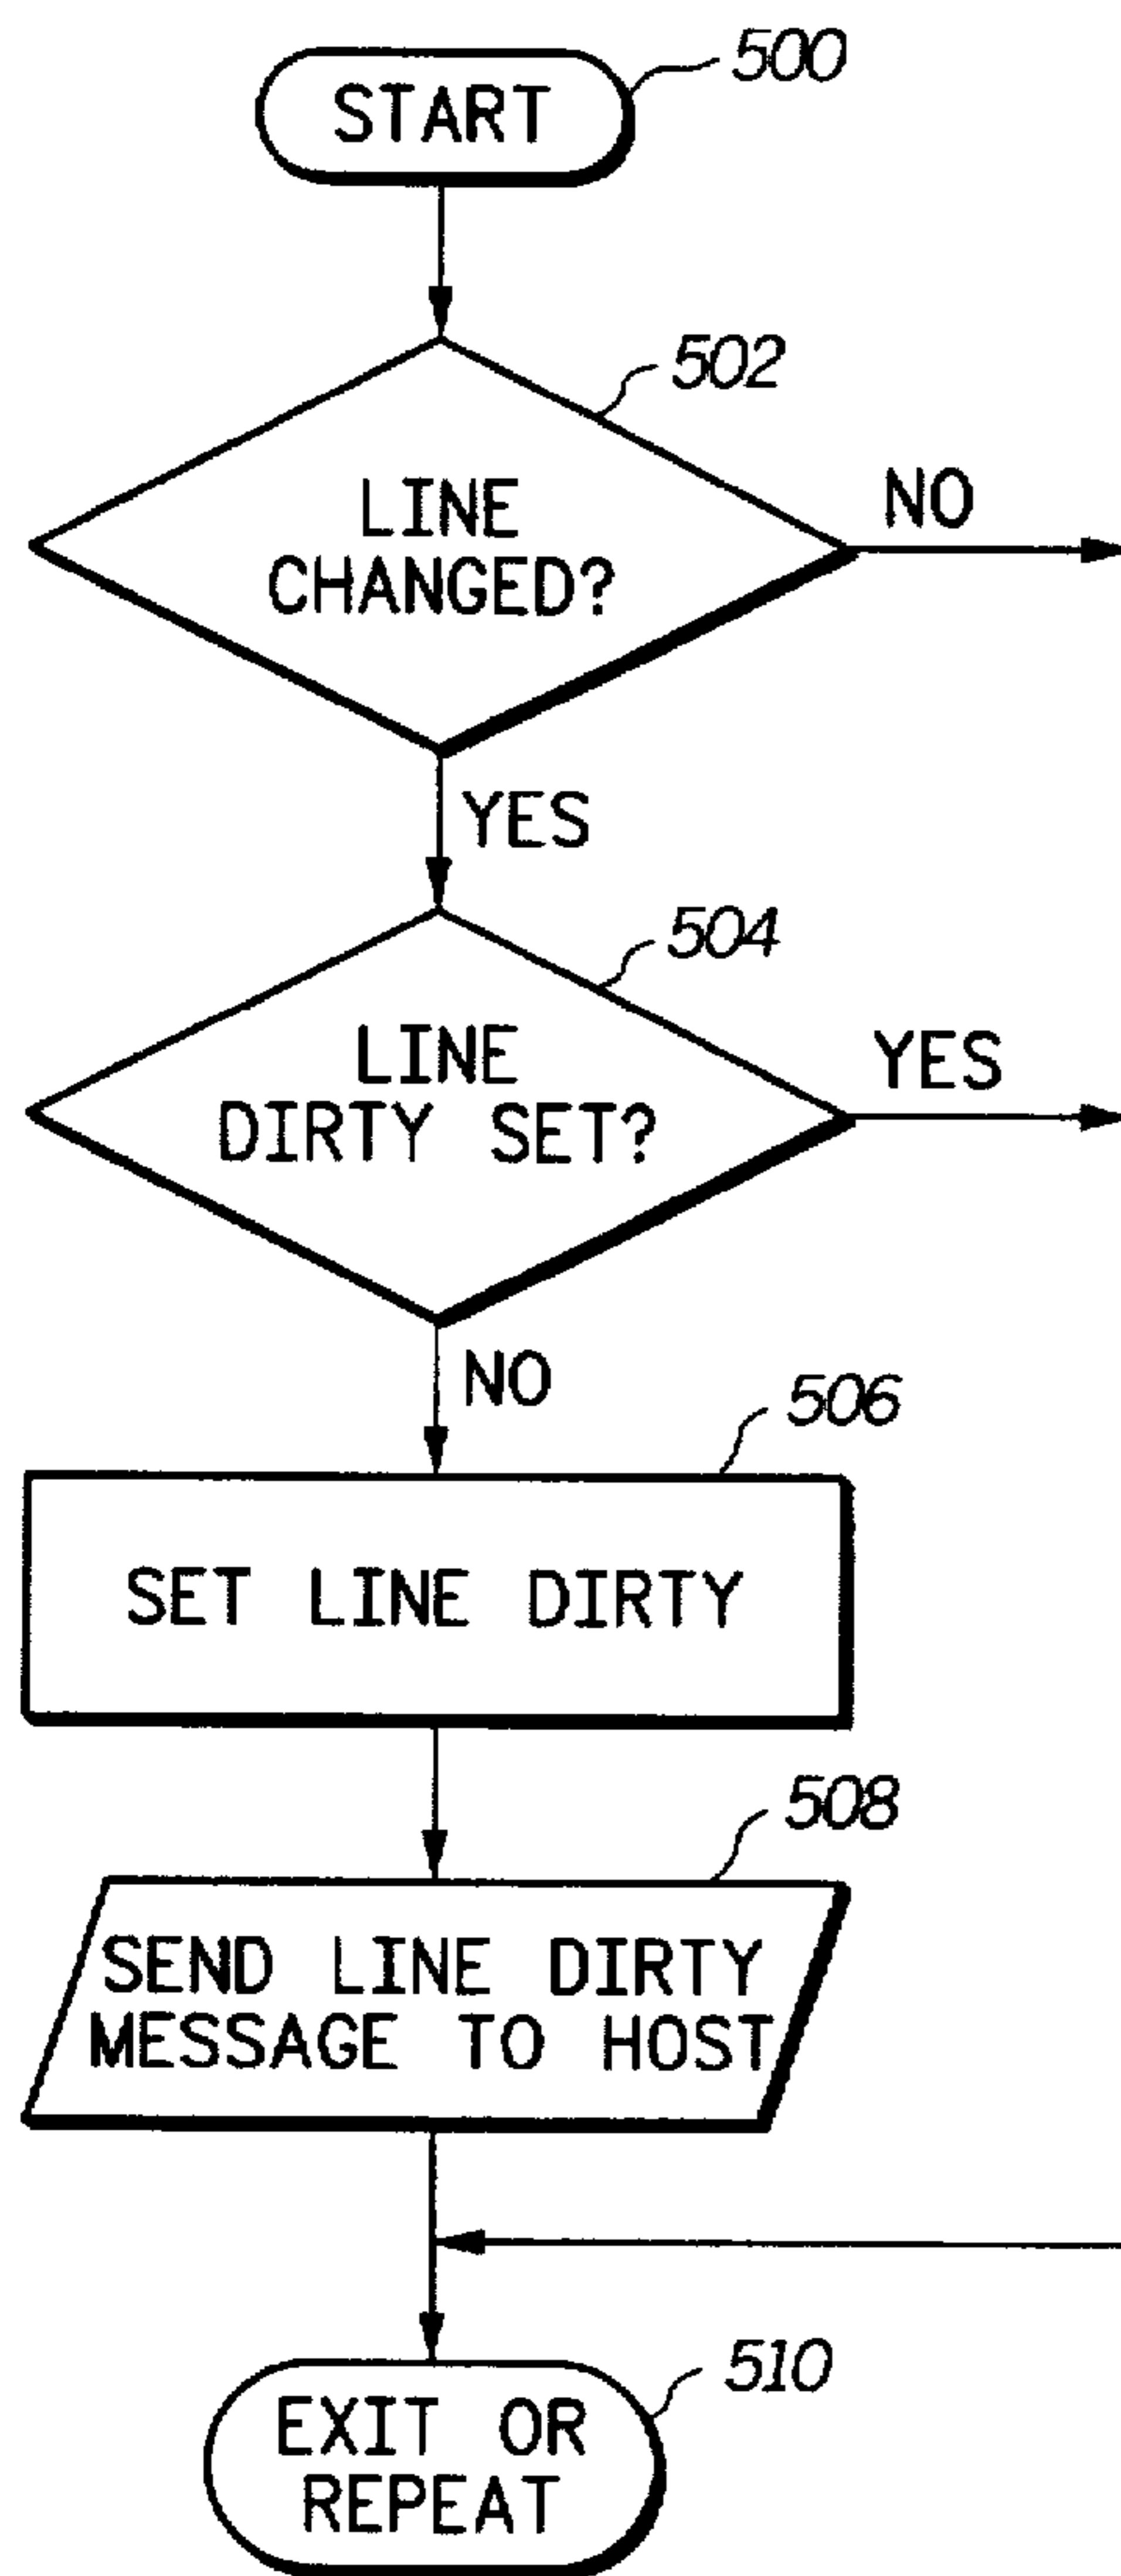 500
START
502
LINE
CHANGED?
NO
YES
504
LINE
DIRTY SET?
YES
NO
506
SET LINE DIRTY
508
SEND LINE DIRTY
MESSAGE TO HOST
510
EXIT OR
REPEAT